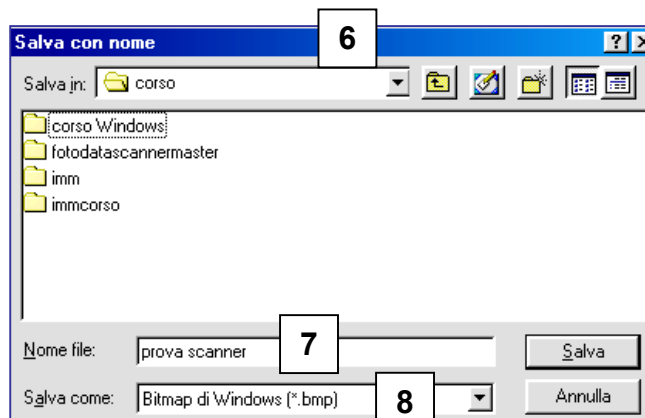 Salva con nome
6
Salva in: corso
corso Windows
fotodatascannermaster
imm
immcorso
Nome file: prova scanner 7 Salva
Salva come: Bitmap di Windows (*.bmp) 8 Annulla